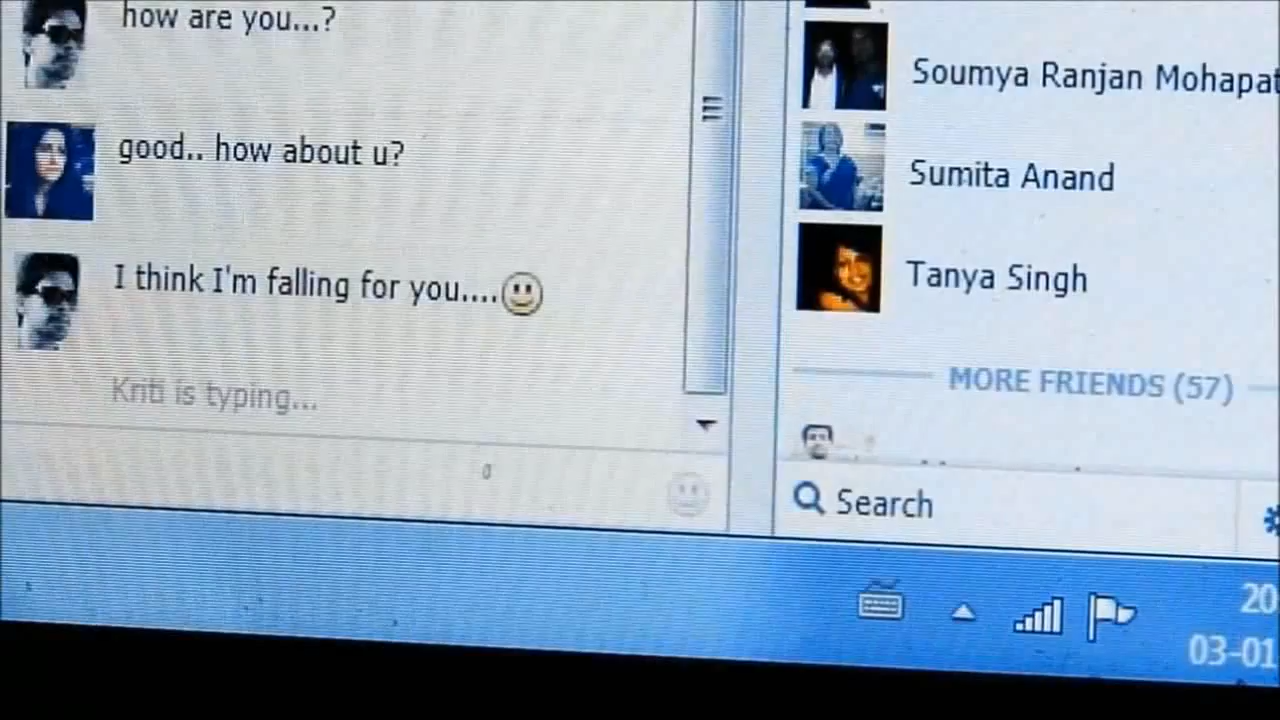 how are you...?
good.. how about u?
I think I'm falling for you....
Kriti is typing...
Soumya Ranjan Mohapat
Sumita Anand
Tanya Singh
MORE FRIENDS (57)
Search
20
03-01